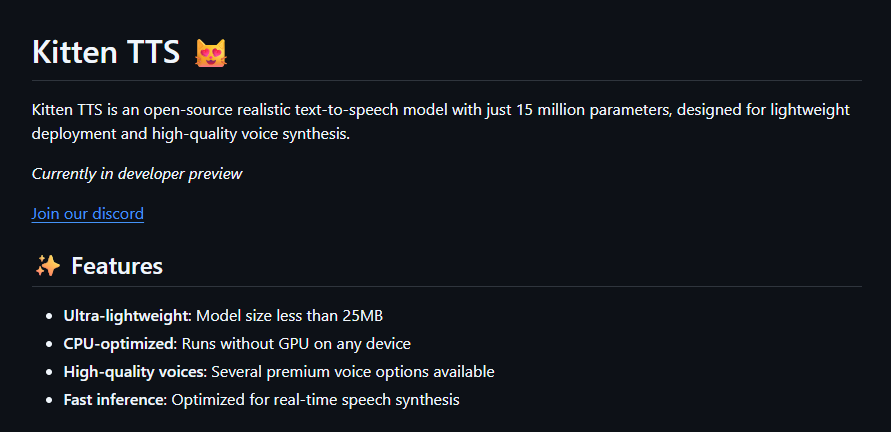 Kitten TTS 😻
Kitten TTS is an open-source realistic text-to-speech model with just 15 million parameters, designed for lightweight
deployment and high-quality voice synthesis.
Currently in developer preview
Join our discord
✨ Features
• Ultra-lightweight: Model size less than 25MB
• CPU-optimized: Runs without GPU on any device
• High-quality voices: Several premium voice options available
• Fast inference: Optimized for real-time speech synthesis